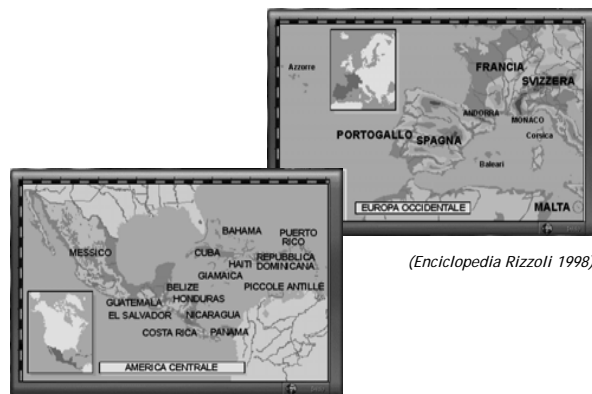 Azzorre
FRANCIA
SVIZZERA
ANDORRA
MONACO
PORTOGALLO
SPAGNA
Corsica
Baleari
EUROPA OCCIDENTALE
MALTA
(Enciclopedia Rizzoli 1998)
BAHAMA
PUERTO
RICO
MESSICO
CUBA
HAITI
REPUBBLICA
DOMINICANA
GIAMAICA
BELIZE
PICCOLE ANTILLE
GUATEMALA
HONDURAS
EL SALVADOR
NICARAGUA
COSTA RICA
PANAMA
AMERICA CENTRALE